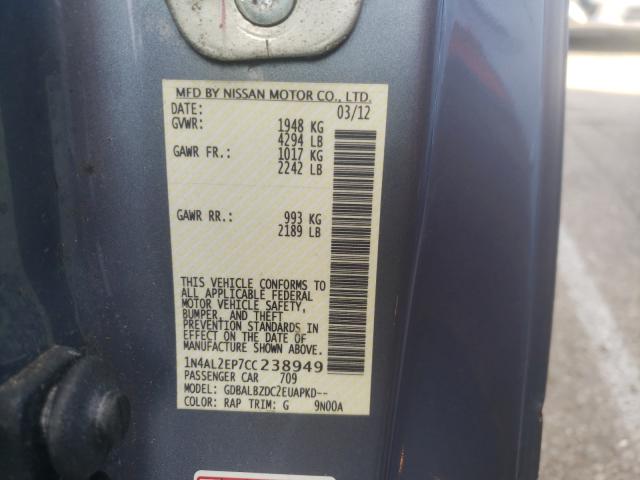 MFD BY NISSAN MOTOR CO., LTD.
DATE: 03/12
GVWR: 1948 KG
4294 LB
GAWR FR.: 1017 KG
2242 LB
GAWR RR.: 993 KG
2189 LB
THIS VEHICLE CONFORMS TO
ALL APPLICABLE FEDERAL
MOTOR VEHICLE SAFETY,
BUMPER, AND THEFT
PREVENTION STANDARDS IN
EFFECT ON THE DATE OF
MANUFACTURE SHOWN ABOVE.
1N4AL2EP7CC238949
PASSENGER CAR 709
MODEL: GDBALBZDC2EUAPKD--
COLOR: RAP TRIM: G 9N00A